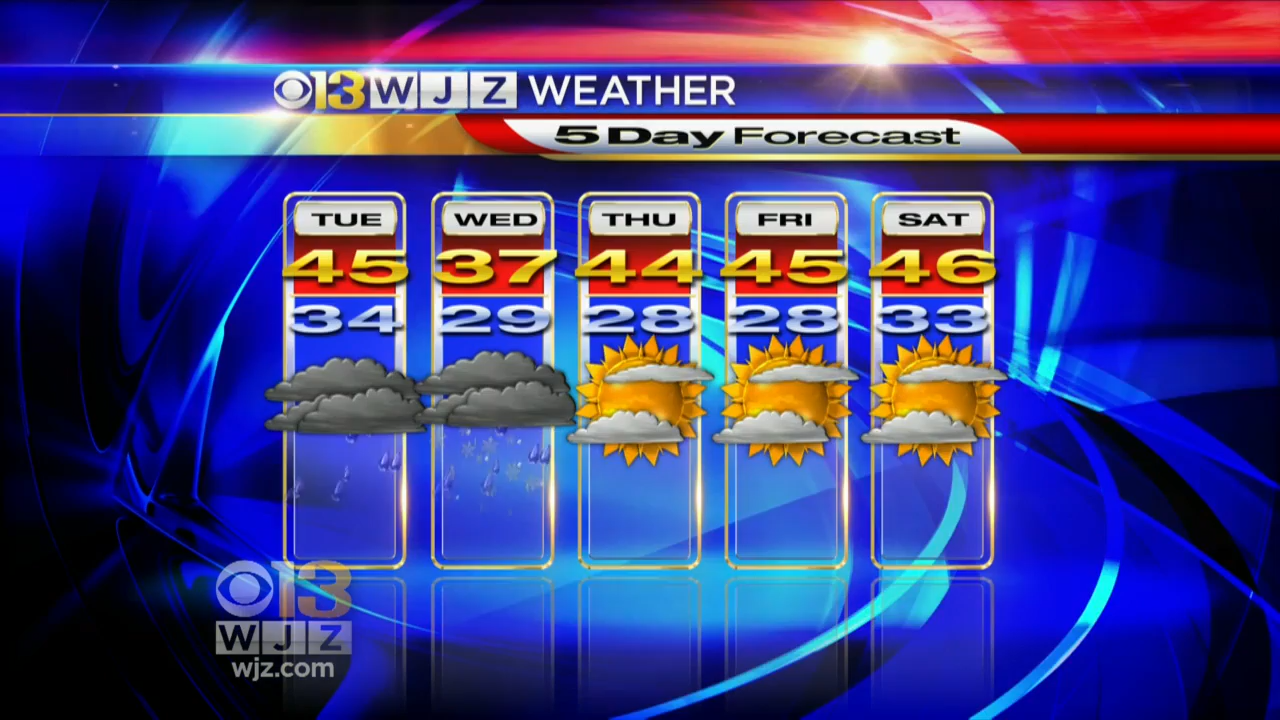 13 WJZ WEATHER
5 Day Forecast
TUE WED THU FRI SAT
45 37 44 45 46
34 29 28 28 33
13
WJZ
wjz.com